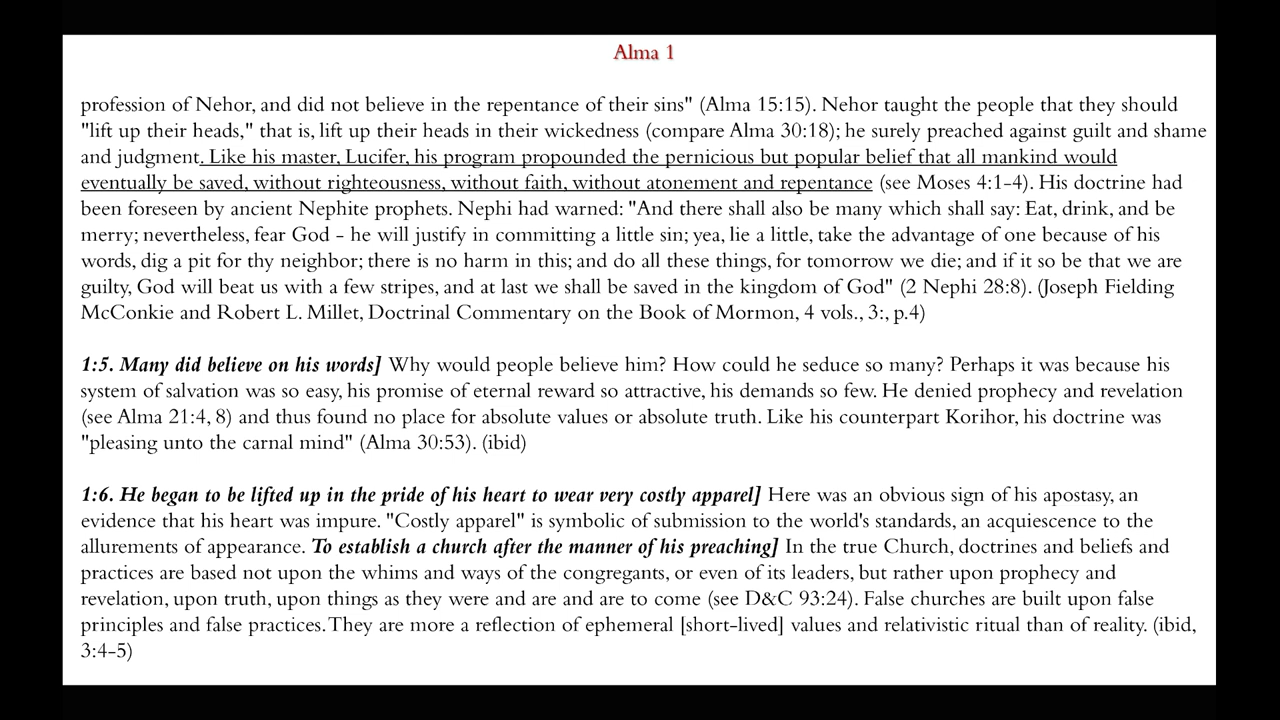 Alma 1
profession of Nehor, and did not believe in the repentance of their sins" (Alma 15:15). Nehor taught the people that they should
"lift up their heads," that is, lift up their heads in their wickedness (compare Alma 30:18); he surely preached against guilt and shame
and judgment. Like his master, Lucifer, his program propounded the pernicious but popular belief that all mankind would
eventually be saved, without righteousness, without faith, without atonement and repentance (see Moses 4:1-4). His doctrine had
been foreseen by ancient Nephite prophets. Nephi had warned: "And there shall also be many which shall say: Eat, drink, and be
merry; nevertheless, fear God - he will justify in committing a little sin; yea, lie a little, take the advantage of one because of his
words, dig a pit for thy neighbor; there is no harm in this; and do all these things, for tomorrow we die; and if it so be that we are
guilty, God will beat us with a few stripes, and at last we shall be saved in the kingdom of God" (2 Nephi 28:8). (Joseph Fielding
McConkie and Robert L. Millet, Doctrinal Commentary on the Book of Mormon, 4 vols., 3:, p.4)
1:5. Many did believe on his words] Why would people believe him? How could he seduce so many? Perhaps it was because his
system of salvation was so easy, his promise of eternal reward so attractive, his demands so few. He denied prophecy and revelation
(see Alma 21:4, 8) and thus found no place for absolute values or absolute truth. Like his counterpart Korihor, his doctrine was
"pleasing unto the carnal mind" (Alma 30:53). (ibid)
1:6. He began to be lifted up in the pride of his heart to wear very costly apparel] Here was an obvious sign of his apostasy, an
evidence that his heart was impure. "Costly apparel" is symbolic of submission to the world's standards, an acquiescence to the
allurements of appearance. To establish a church after the manner of his preaching] In the true Church, doctrines and beliefs and
practices are based not upon the whims and ways of the congregants, or even of its leaders, but rather upon prophecy and
revelation, upon truth, upon things as they were and are and are to come (see D&C 93:24). False churches are built upon false
principles and false practices. They are more a reflection of ephemeral [short-lived] values and relativistic ritual than of reality. (ibid,
3:4-5)